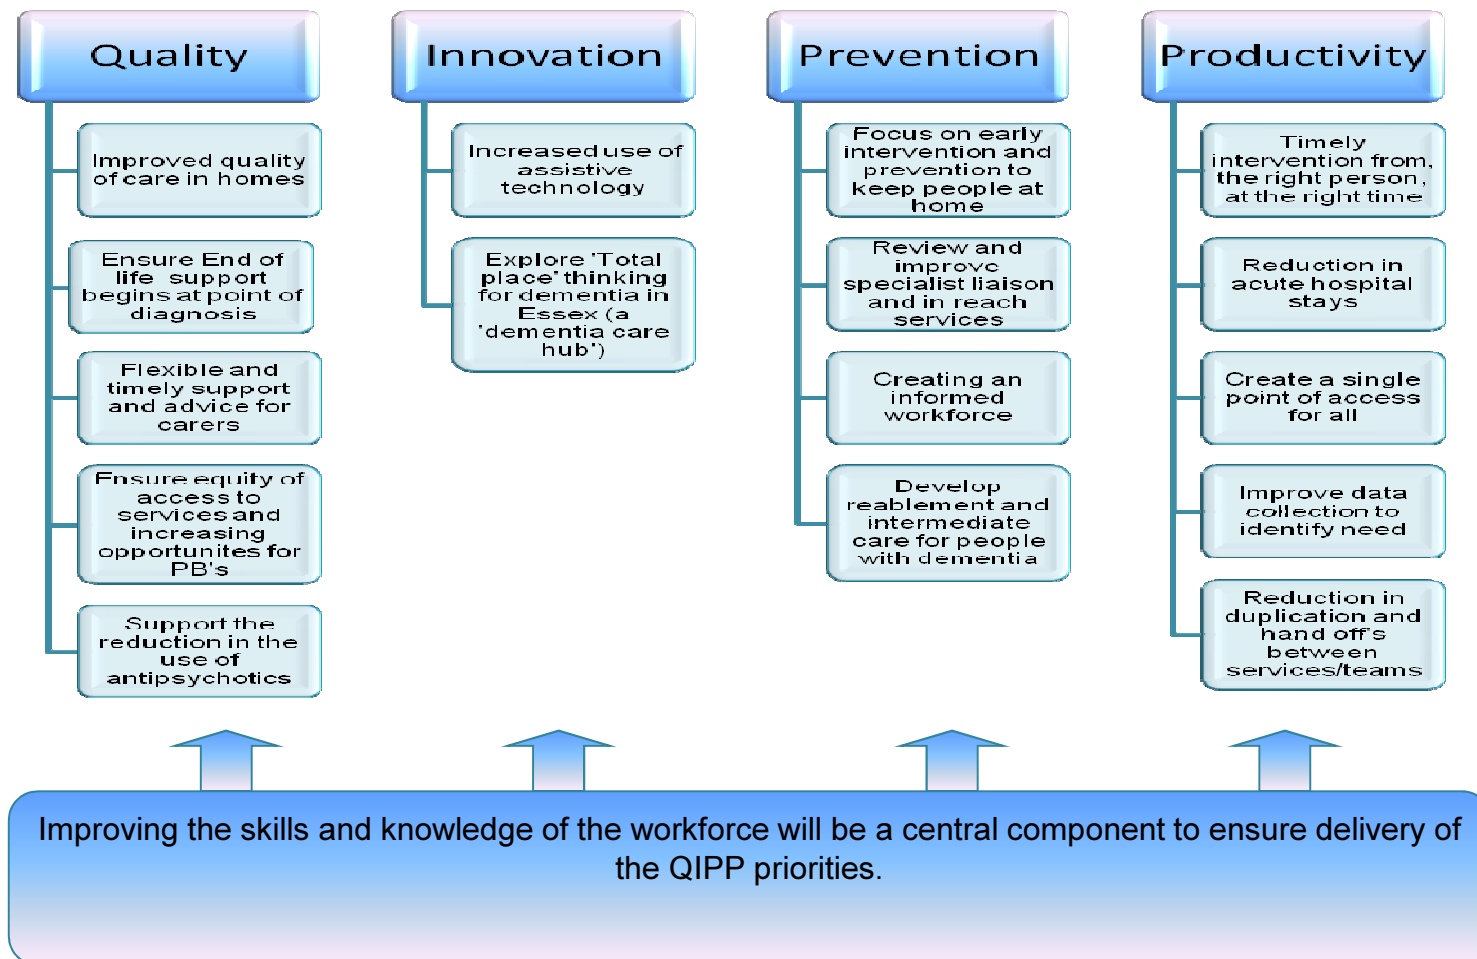 Quality
Improved quality
of care in homes
Ensure End of
life support
begins at point of
diagnosis
Flexible and
timely support
and advice for
carers
Ensure equity of
access to
services and
increasing
opportunites for
PB's
Support the
reduction in the
use of
antipsychotics
Innovation
Increased use of
assistive
technology
Explore 'Total
place' thinking
for dementia in
Essex (a
'dementia care
hub')
Prevention
Focus on early
intervention and
prevention to
keep people at
home
Review and
improve
specialist liaison
and in reach
services
Creating an
informed
workforce
Develop
reablement and
intermediate
care for people
with dementia
Productivity
Timely
intervention from,
the right person,
at the right time
Reduction in
acute hospital
stays
Create a single
point of access
for all
Improve data
collection to
identify need
Reduction in
duplication and
hand off's
between
services/teams
Improving the skills and knowledge of the workforce will be a central component to ensure delivery of
the QIPP priorities.